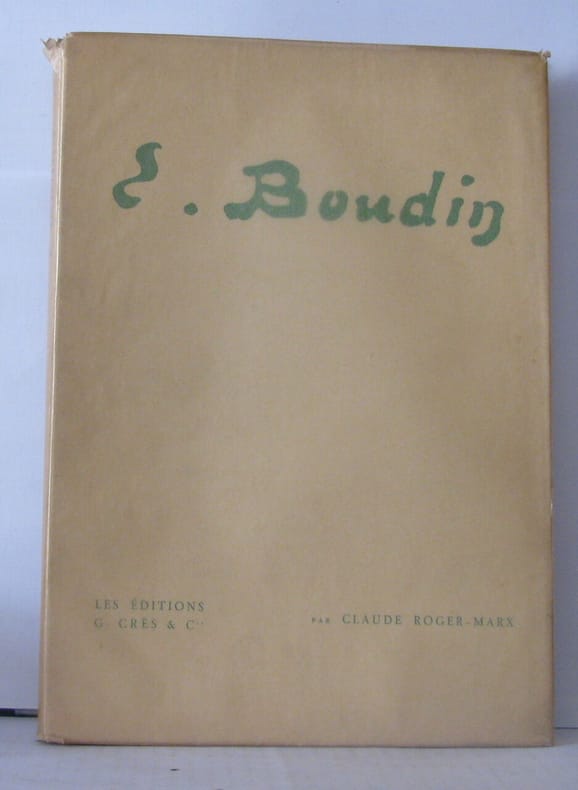 E. Boudin
LES ÉDITIONS
G. CRÈS & Cie
PAR CLAUDE ROGER-MARX